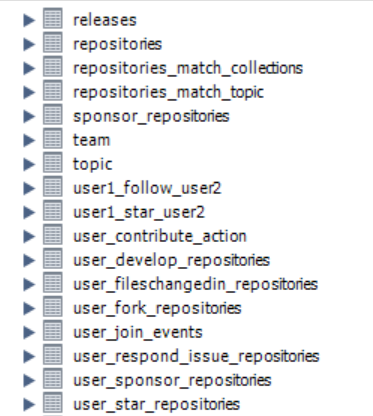 releases
repositories
repositories_match_collections
repositories_match_topic
sponsor_repositories
team
topic
user1_follow_user2
user1_star_user2
user_contribute_action
user_develop_repositories
user_fileschangedin_repositories
user_fork_repositories
user_join_events
user_respond_issue_repositories
user_sponsor_repositories
user_star_repositories